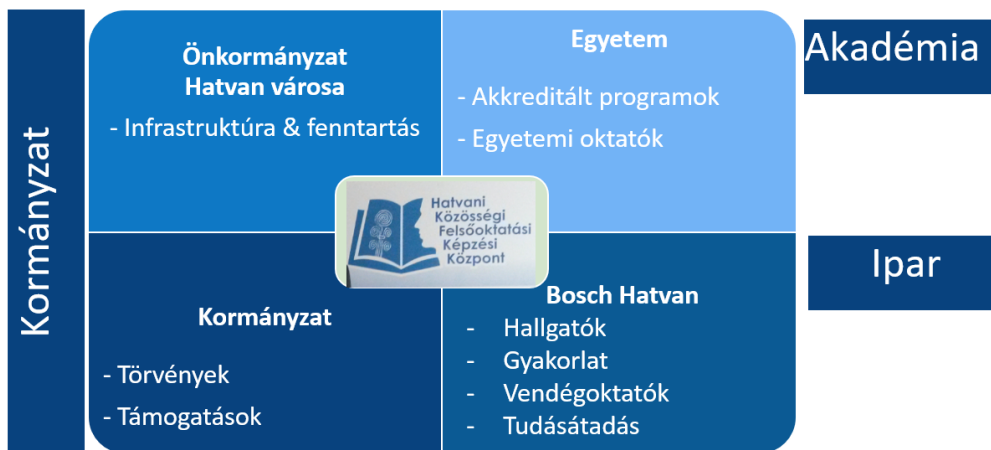 Kormányzat
Önkormányzat
Hatvan városa
- Infrastruktúra & fenntartás
Egyetem
- Akkreditált programok
- Egyetemi oktatók
Akadémia
Hatvani
Közösségi
Felsőoktatási
Képzési
Központ
Kormányzat
- Törvények
- Támogatások
Bosch Hatvan
- Hallgatók
- Gyakorlat
- Vendégoktatók
- Tudásátadás
Ipar